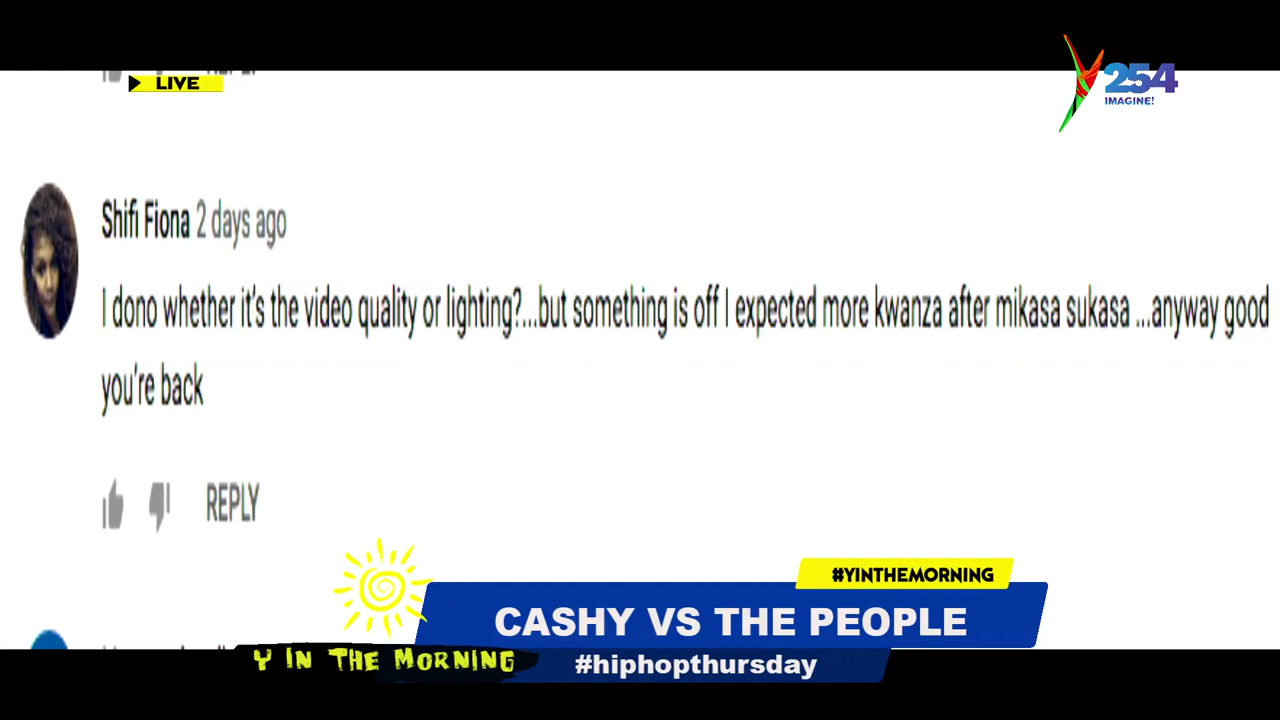 LIVE
254
IMAGINE!
Shifi Fiona 2 days ago
I dono whether it's the video quality or lighting?...but something is off I expected more kwanza after mikasa sukasa ...anyway good
you're back
REPLY
#YINTHEMORNING
CASHY VS THE PEOPLE
Y IN THE MORNING
#hiphopthursday